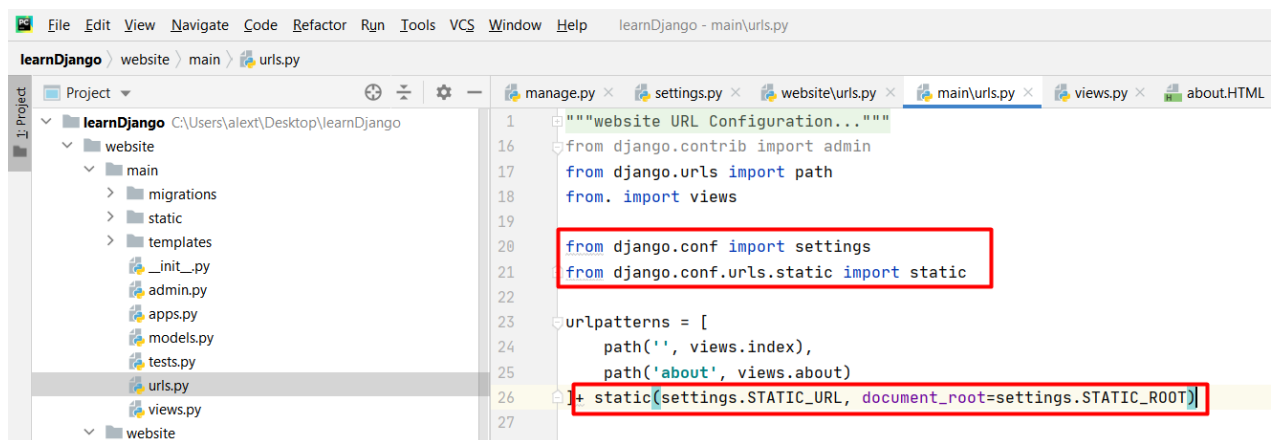 PC File Edit View Navigate Code Refactor Run Tools VCS Window Help learnDjango - main\urls.py
learnDjango website main urls.py
1: Project
Project
manage.py settings.py website\urls.py main\urls.py views.py H about.HTML
learnDjango C:\Users\alext\Desktop\learnDjango
website
main
migrations
static
templates
__init__.py
admin.py
apps.py
models.py
tests.py
urls.py
views.py
website
1 """website URL Configuration..."""
16 from django.contrib import admin
17 from django.urls import path
18 from. import views
19
20 from django.conf import settings
21 from django.conf.urls.static import static
22
23 urlpatterns = [
24 path('', views.index),
25 path('about', views.about)
26 ]+ static(settings.STATIC_URL, document_root=settings.STATIC_ROOT)
27